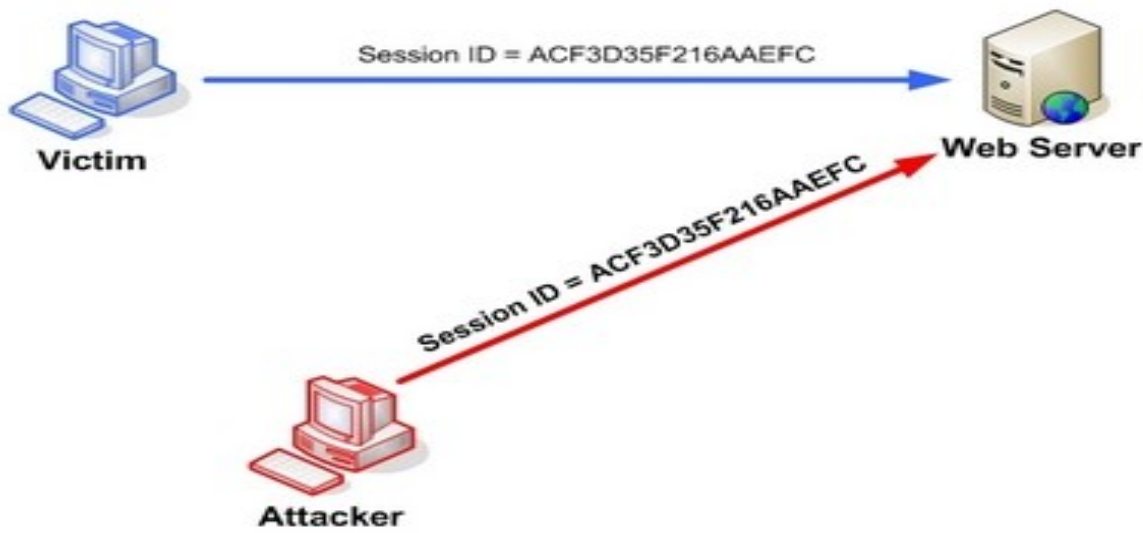 Session ID = ACF3D35F216AAEFC
Victim
Web Server
Session ID = ACF3D35F216AAEFC
Attacker